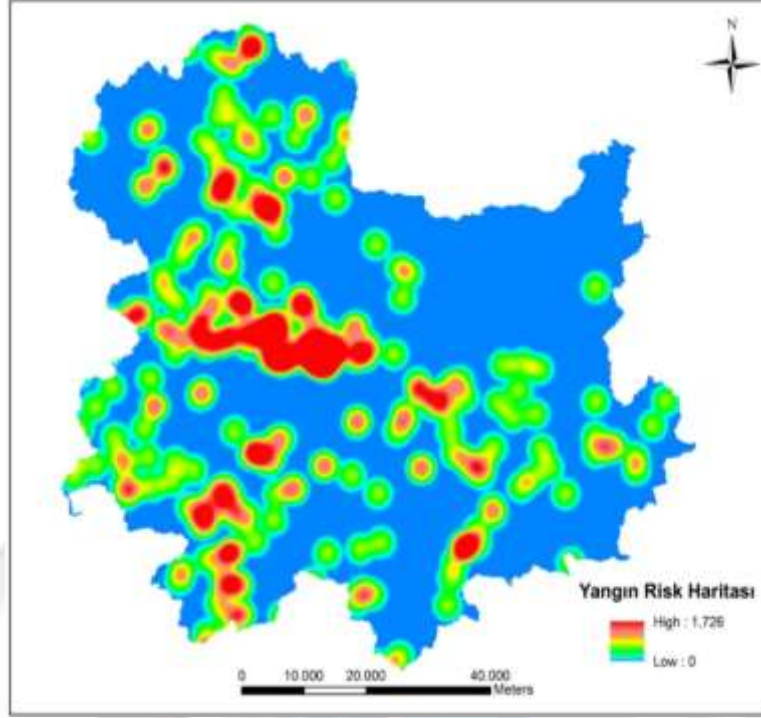 N
Yangın Risk Haritası
High : 1,726
Low : 0
0 10.000 20.000 40.000
Meters